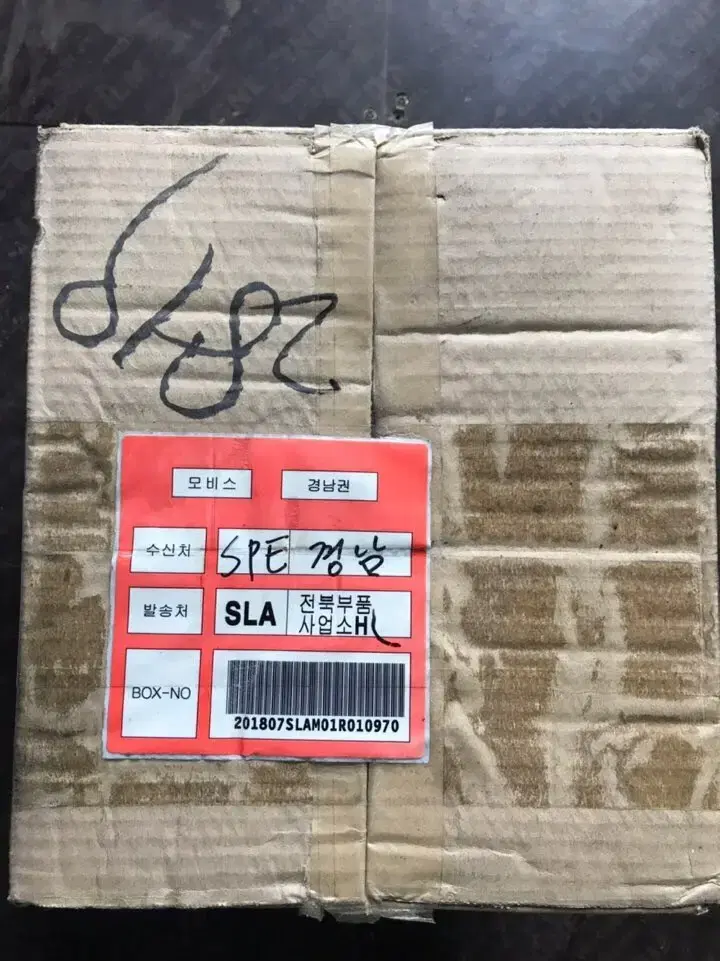 모비스 경남권
수신처 SPE 경남
발송처 SLA 전북부품
사업소H
BOX-NO
201807SLAM01R010970